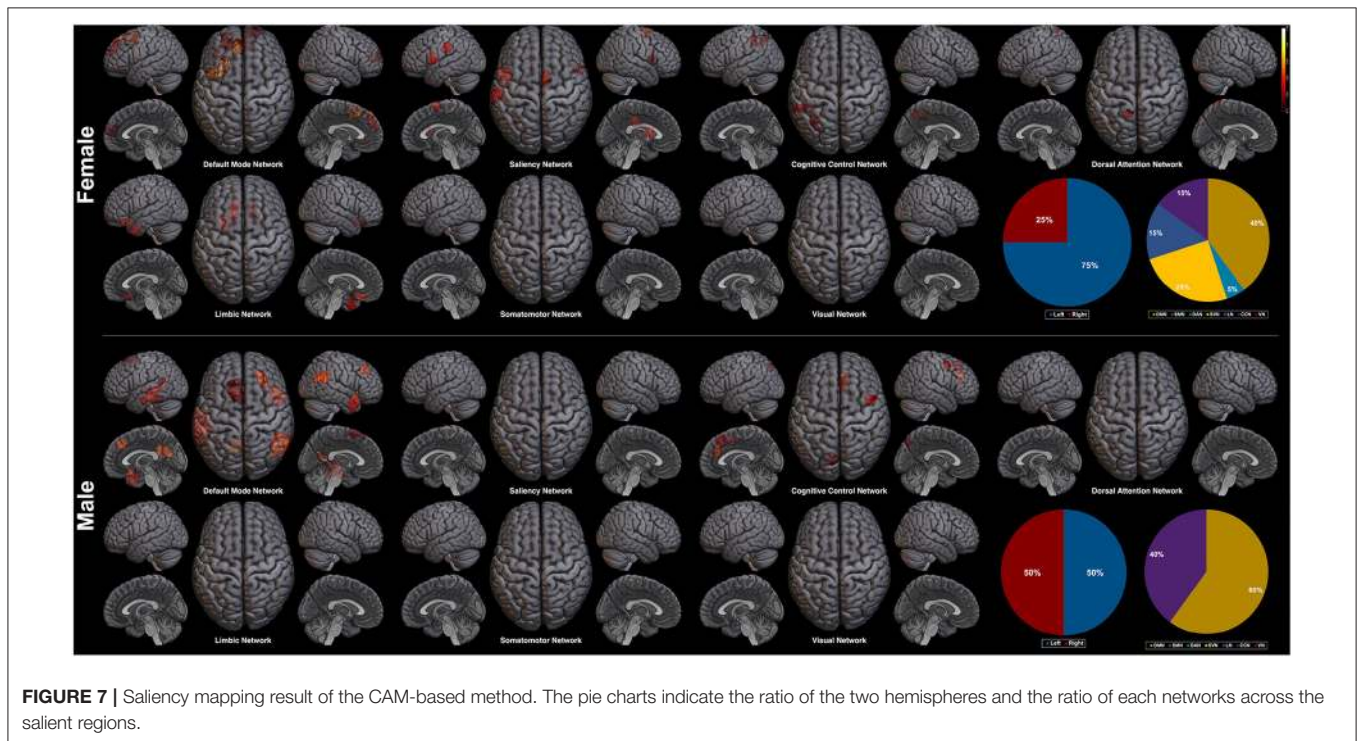 Female
Default Mode Network
Saliency Network
Cognitive Control Network
Dorsal Attention Network
Limbic Network
Somatomotor Network
Visual Network
25%
75%
Left Right
15%
15%
40%
5%
Male
Default Mode Network
Saliency Network
Cognitive Control Network
Dorsal Attention Network
Limbic Network
Somatomotor Network
Visual Network
50%
50%
Left Right
40%
60%
FIGURE 7 | Saliency mapping result of the CAM-based method. The pie charts indicate the ratio of the two hemispheres and the ratio of each networks across the
salient regions.